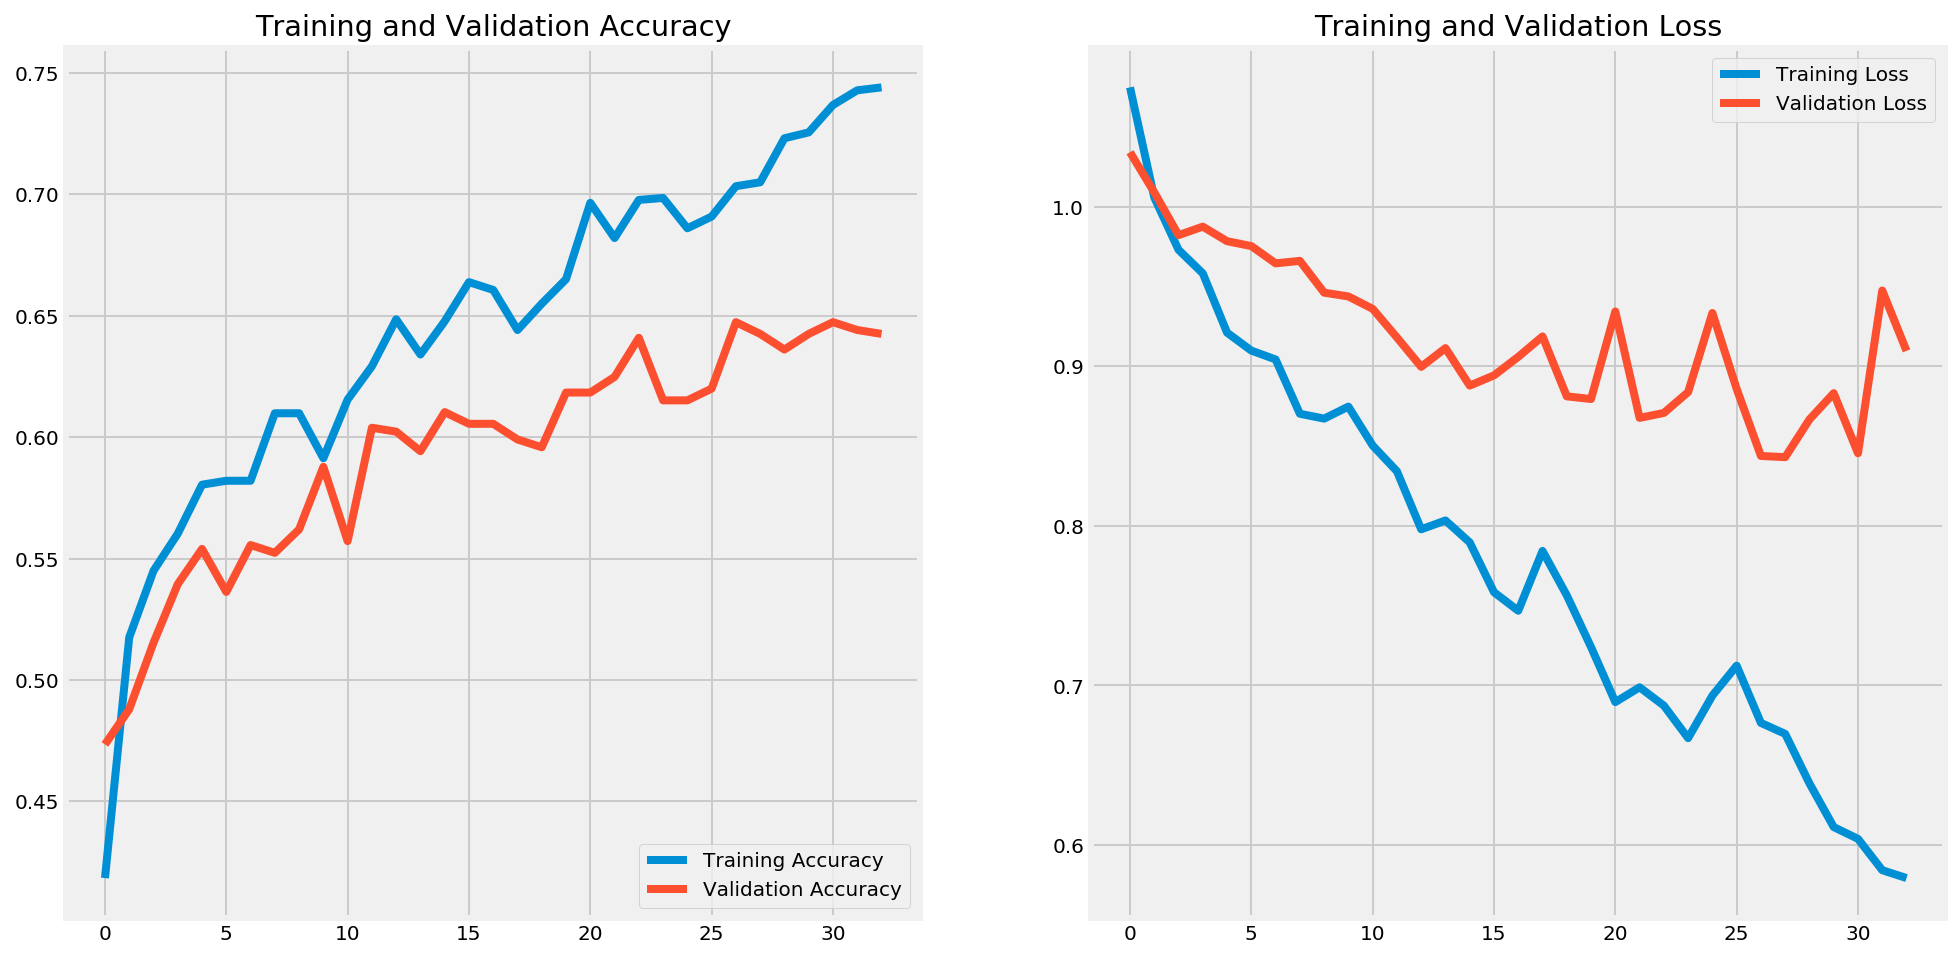 Training and Validation Accuracy
0.75
0.70
0.65
0.60
0.55
0.50
0.45
Training Accuracy
Validation Accuracy
0 5 10 15 20 25 30
Training and Validation Loss
Training Loss
Validation Loss
1.0
0.9
0.8
0.7
0.6
0 5 10 15 20 25 30